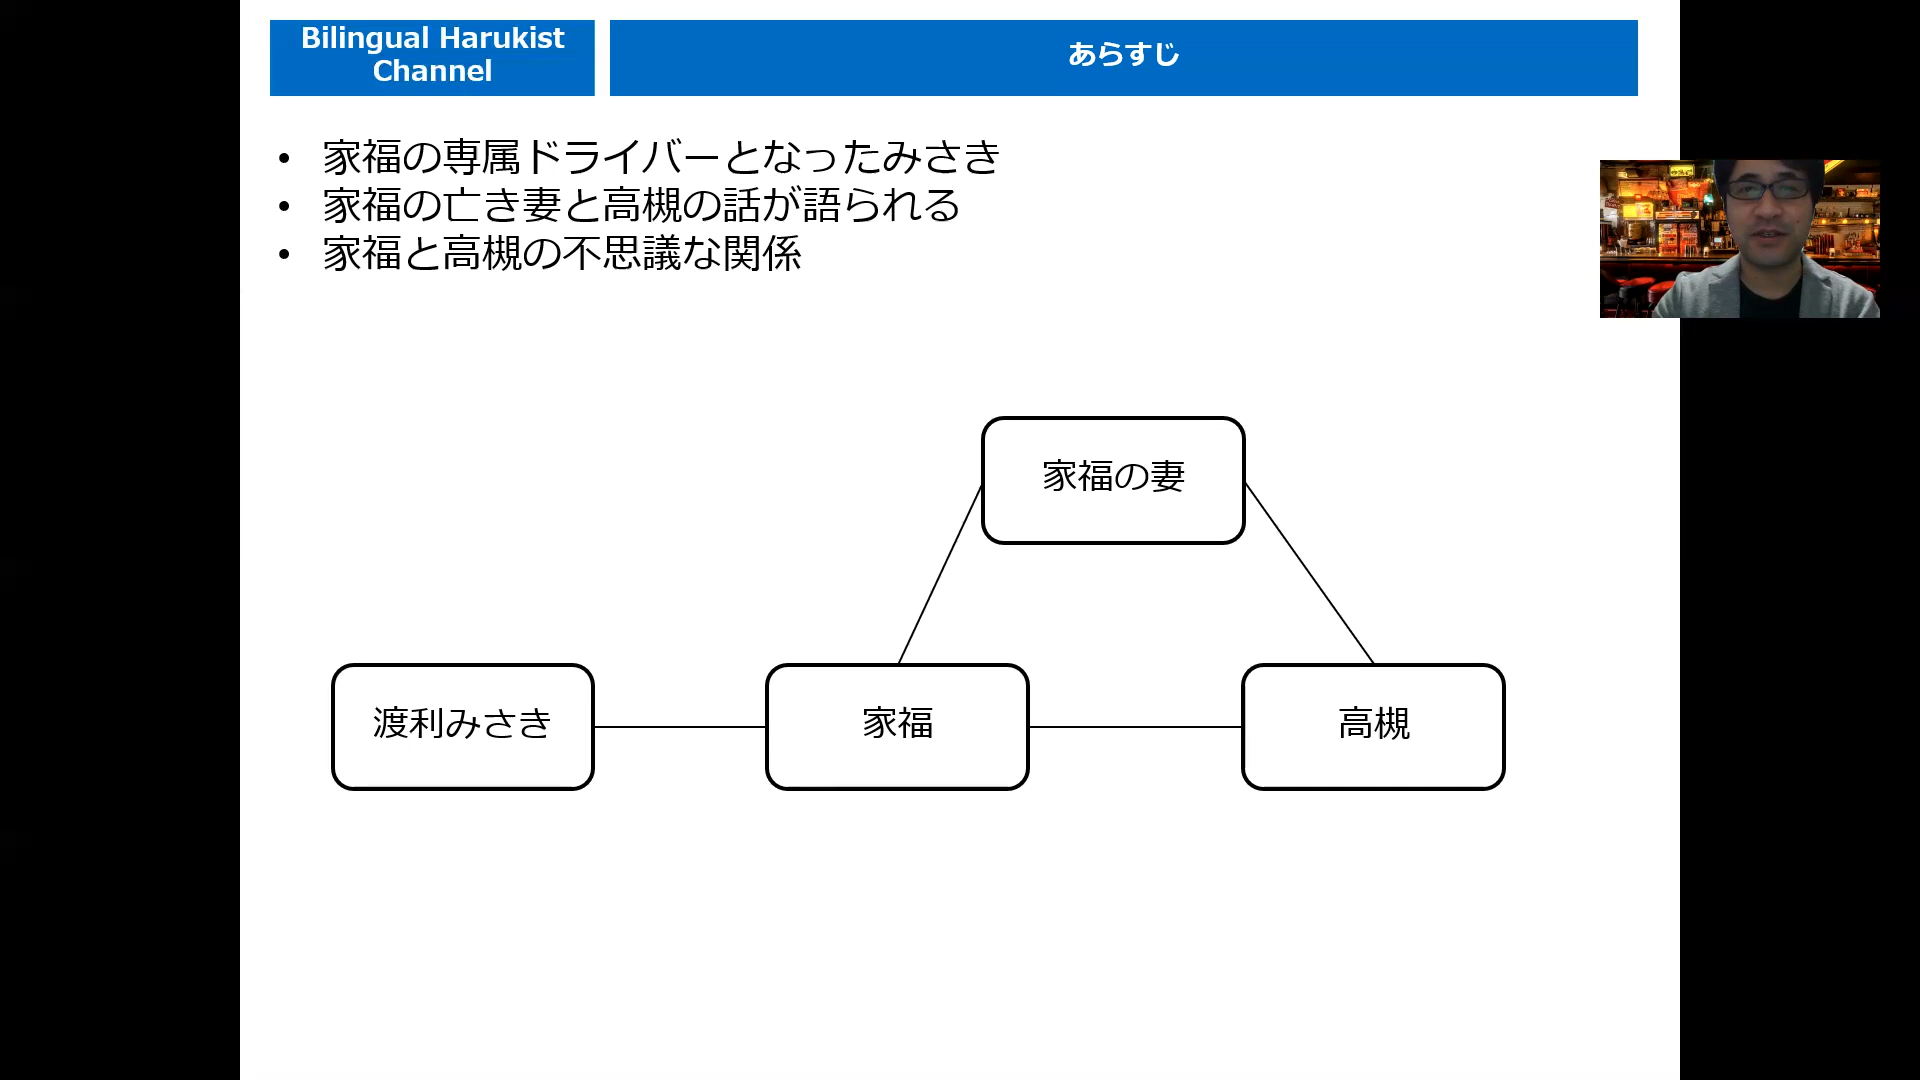 Bilingual Harukist
Channel
あらすじ
• 家福の専属ドライバーとなったみさき
• 家福の亡き妻と高槻の話が語られる
• 家福と高槻の不思議な関係
家福の妻
渡利みさき
家福
高槻